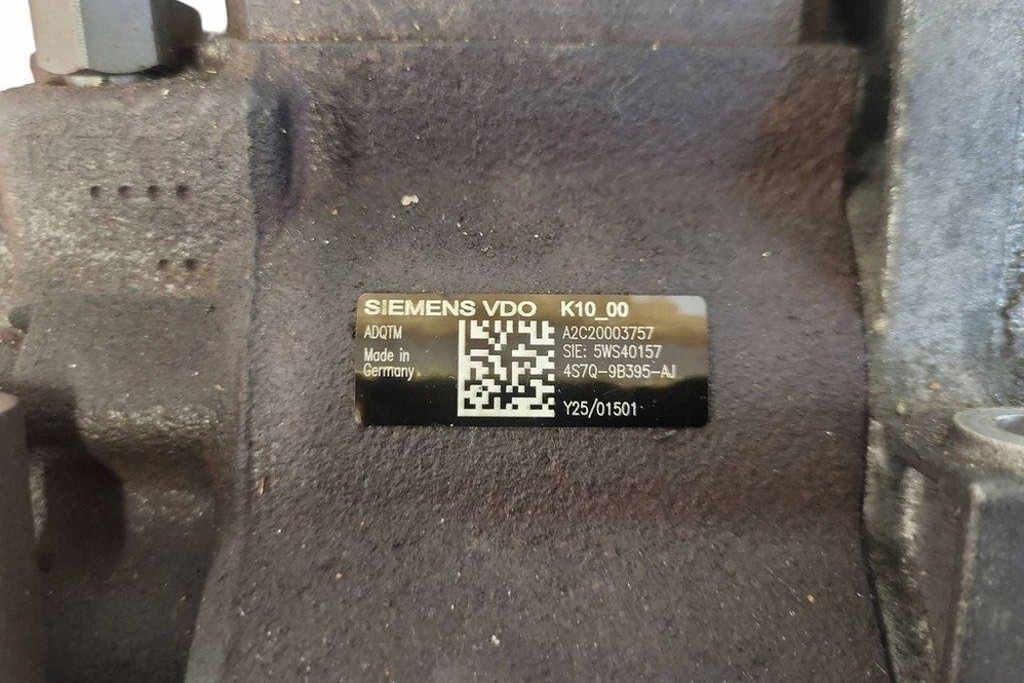 SIEMENS VDO K10_00
ADQTM A2C20003757
Made in SIE: 5WS40157
Germany 4S7Q-9B395-AJ
Y25/01501